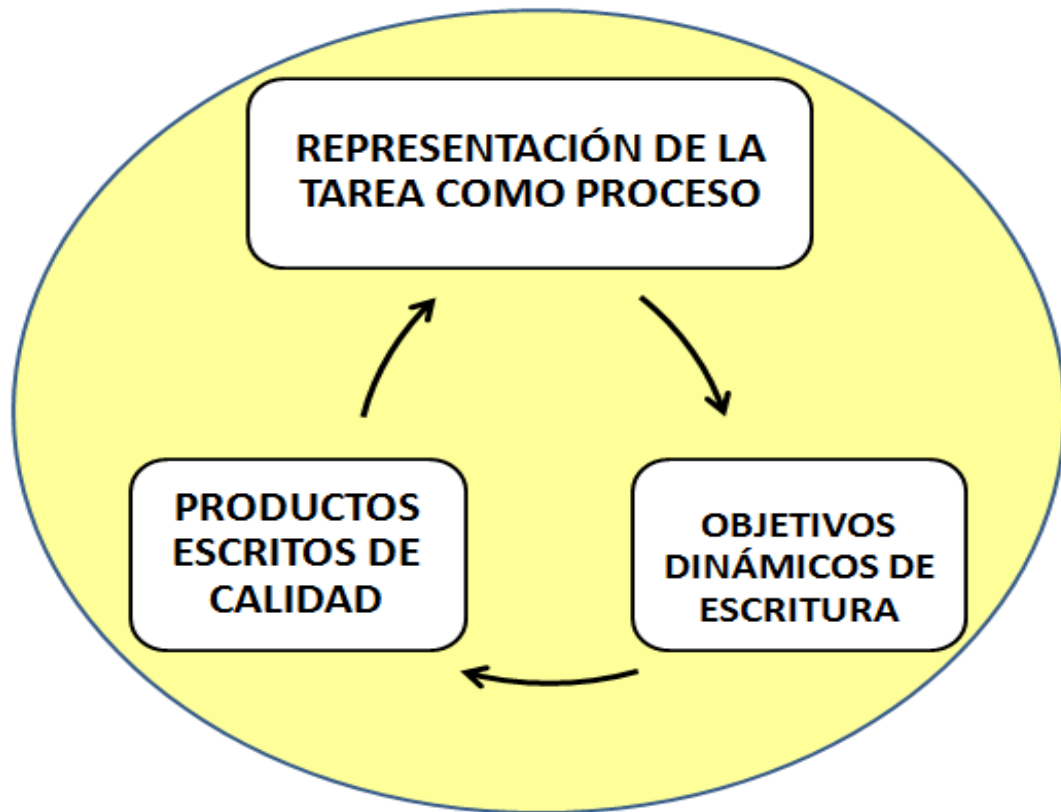 REPRESENTACIÓN DE LA
TAREA COMO PROCESO
PRODUCTOS
ESCRITOS DE
CALIDAD
OBJETIVOS
DINÁMICOS DE
ESCRITURA